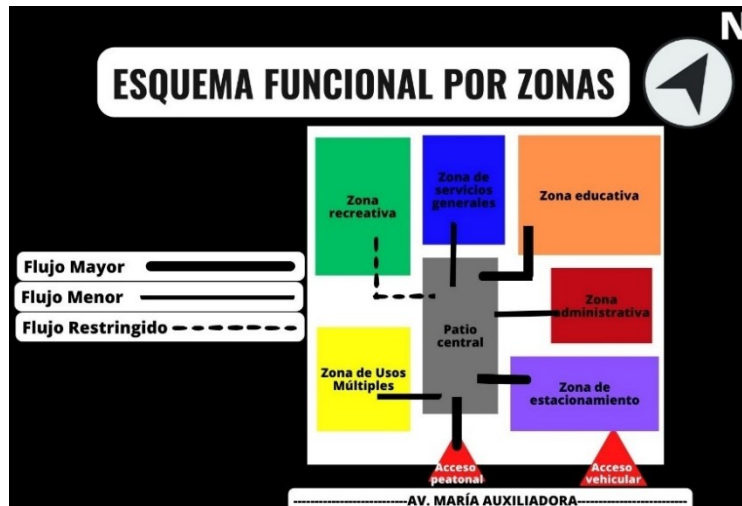 N
ESQUEMA FUNCIONAL POR ZONAS
Zona
recreativa
Zona de
servicios
generales
Zona educativa
Flujo Mayor
Flujo Menor
Flujo Restringido
Patio
central
Zona
administrativa
Zona de Usos
Múltiples
Zona de
estacionamiento
Acceso
peatonal
Acceso
vehicular
AV. MARÍA AUXILIADORA